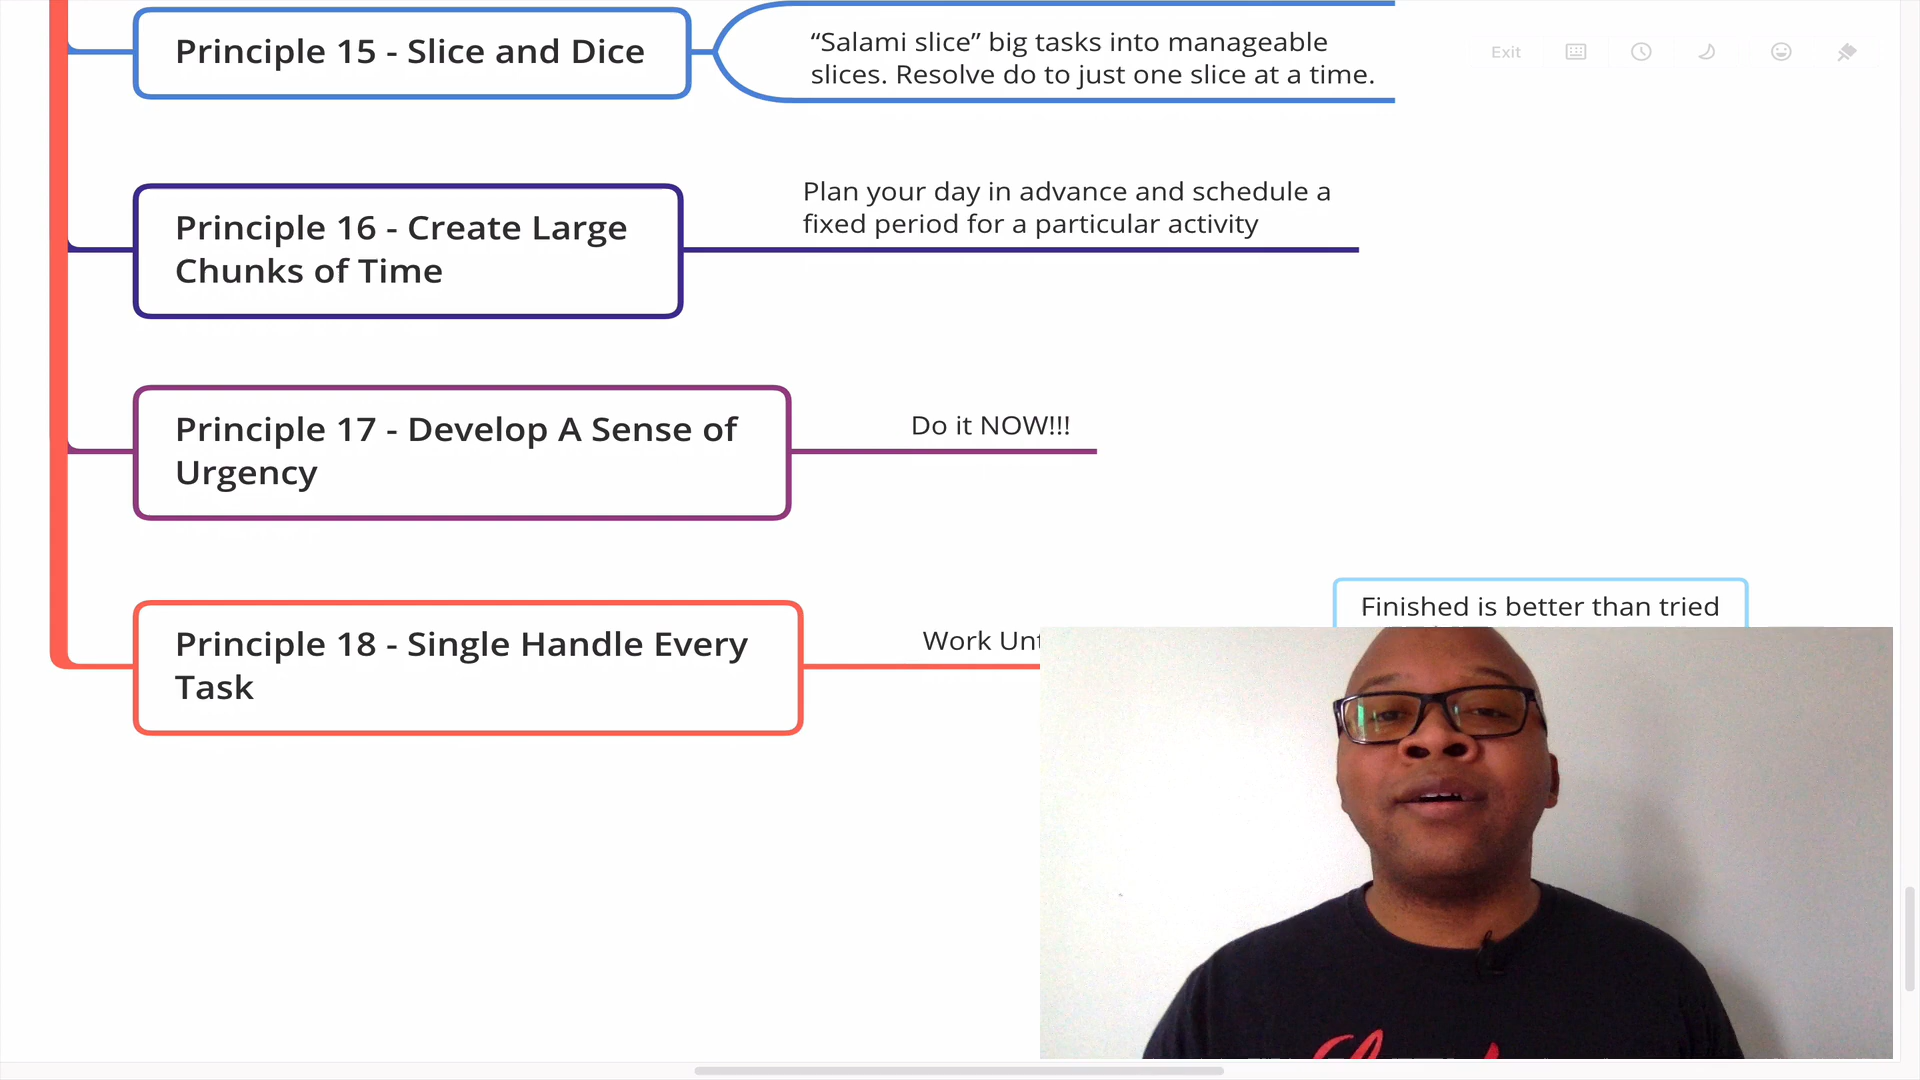 Principle 15 - Slice and Dice
“Salami slice” big tasks into manageable
slices. Resolve do to just one slice at a time.
Exit
Principle 16 - Create Large
Chunks of Time
Plan your day in advance and schedule a
fixed period for a particular activity
Principle 17 - Develop A Sense of
Urgency
Do it NOW!!!
Principle 18 - Single Handle Every
Task
Work
Finished is better than tried